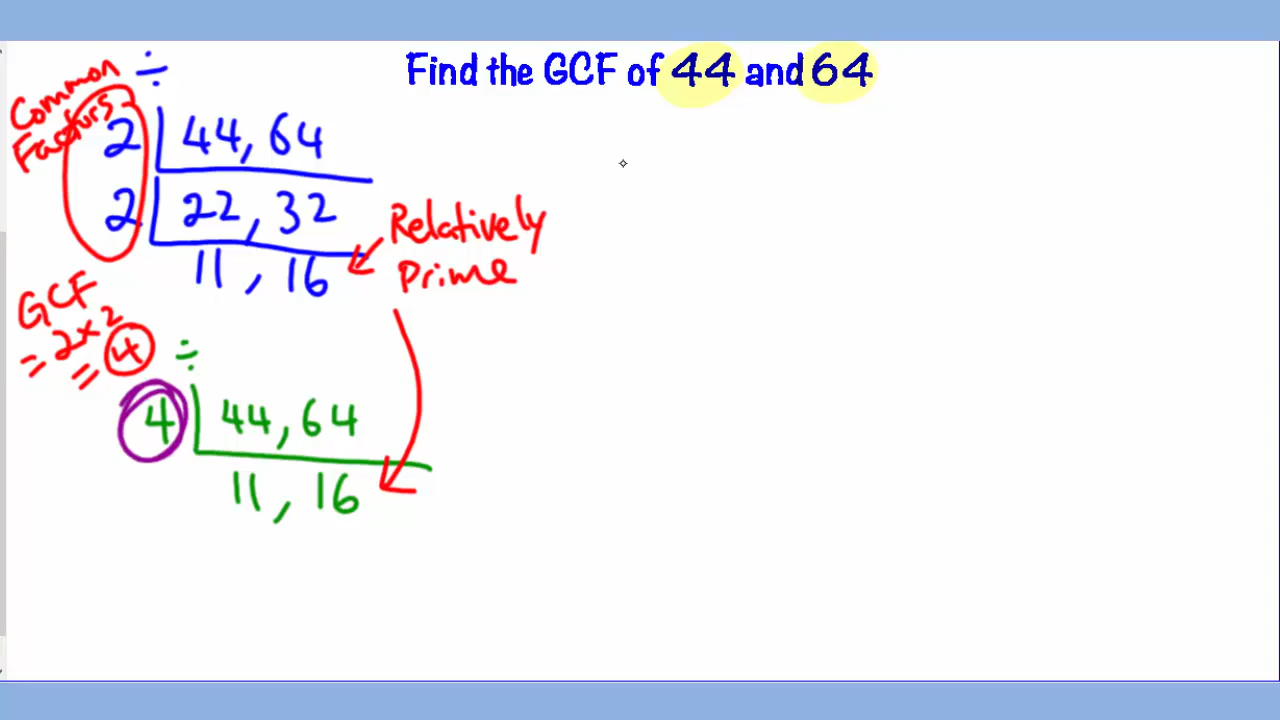 Find the GCF of 44 and 64
÷
Common
Factors
2 | 44, 64
2 | 22, 32
11, 16
Relatively
Prime
GCF
= 2 × 2
= 4
÷
4 | 44, 64
11, 16